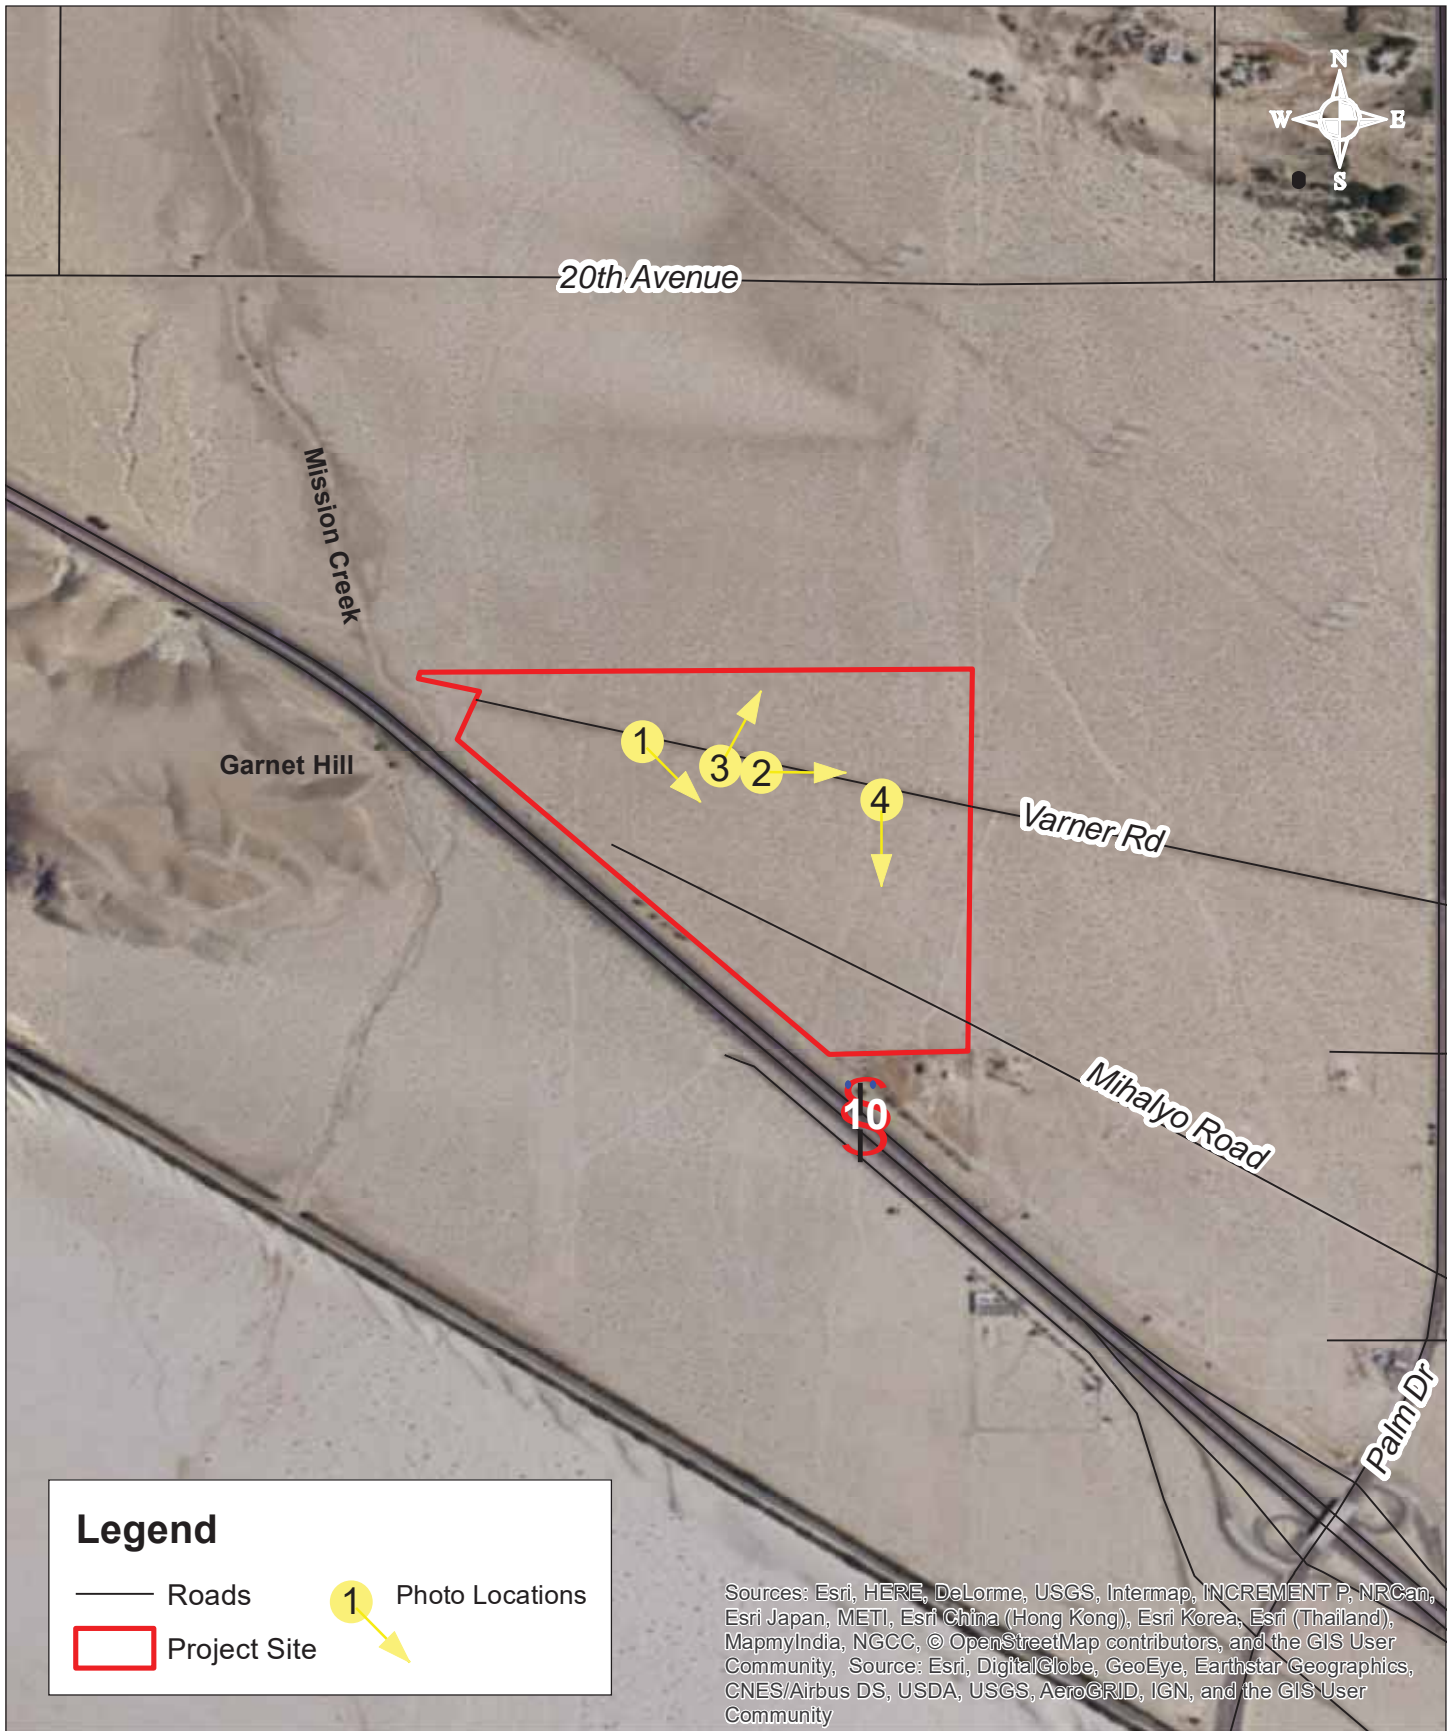 N
W E
S
20th Avenue
Mission Creek
Garnet Hill
1
3
2
4
Varner Rd
Mihalyo Road
10
Palm Dr
Legend
Roads
1 Photo Locations
Project Site
Sources: Esri, HERE, DeLorme, USGS, Intermap, INCREMENT P, NRCan,
Esri Japan, METI, Esri China (Hong Kong), Esri Korea, Esri (Thailand),
MapmyIndia, NGCC, © OpenStreetMap contributors, and the GIS User
Community, Source: Esri, DigitalGlobe, GeoEye, Earthstar Geographics,
CNES/Airbus DS, USDA, USGS, AeroGRID, IGN, and the GIS User
Community